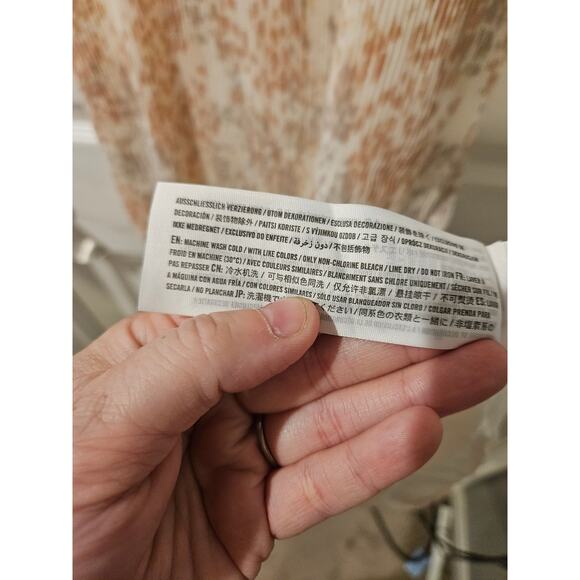 AUSSCHLIESSLICH VERZIERUNG / UTOM DEKORATIONEN / ESCLUSA DECORAZIONE /
DECORACIÓN / 装饰物除外 / PAITSI KORISTE / S VÝJIMKOU OZDOB / 고급 장식 /
IKKE MEDREGNET / EXCLUSIVO DO ENFEITE / دون زخرفة / 不包括飾物
EN: MACHINE WASH COLD / WITH LIKE COLORS / ONLY NON-CHLORINE BLEACH / LINE DRY / DO NOT IRON FR:
FROID EN MACHINE (30°C) / AVEC COULEURS SIMILAIRES / BLANCHIMENT SANS CHLORE UNIQUEMENT / SÉCHER SUR
PAS REPASSER CN: 冷水机洗 / 可与相似色同洗 / 仅允许非氯漂 / 悬挂晾干 / 不可熨烫 ES:
A MÁQUINA CON AGUA FRÍA / CON COLORES SIMILARES / SÓLO USAR BLANQUEADOR SIN CLORO / COLGAR PRENDA PARA
SECARLA / NO PLANCHAR JP: 洗濯機で ください / 同系色の衣類と一緒に / 非塩素系の